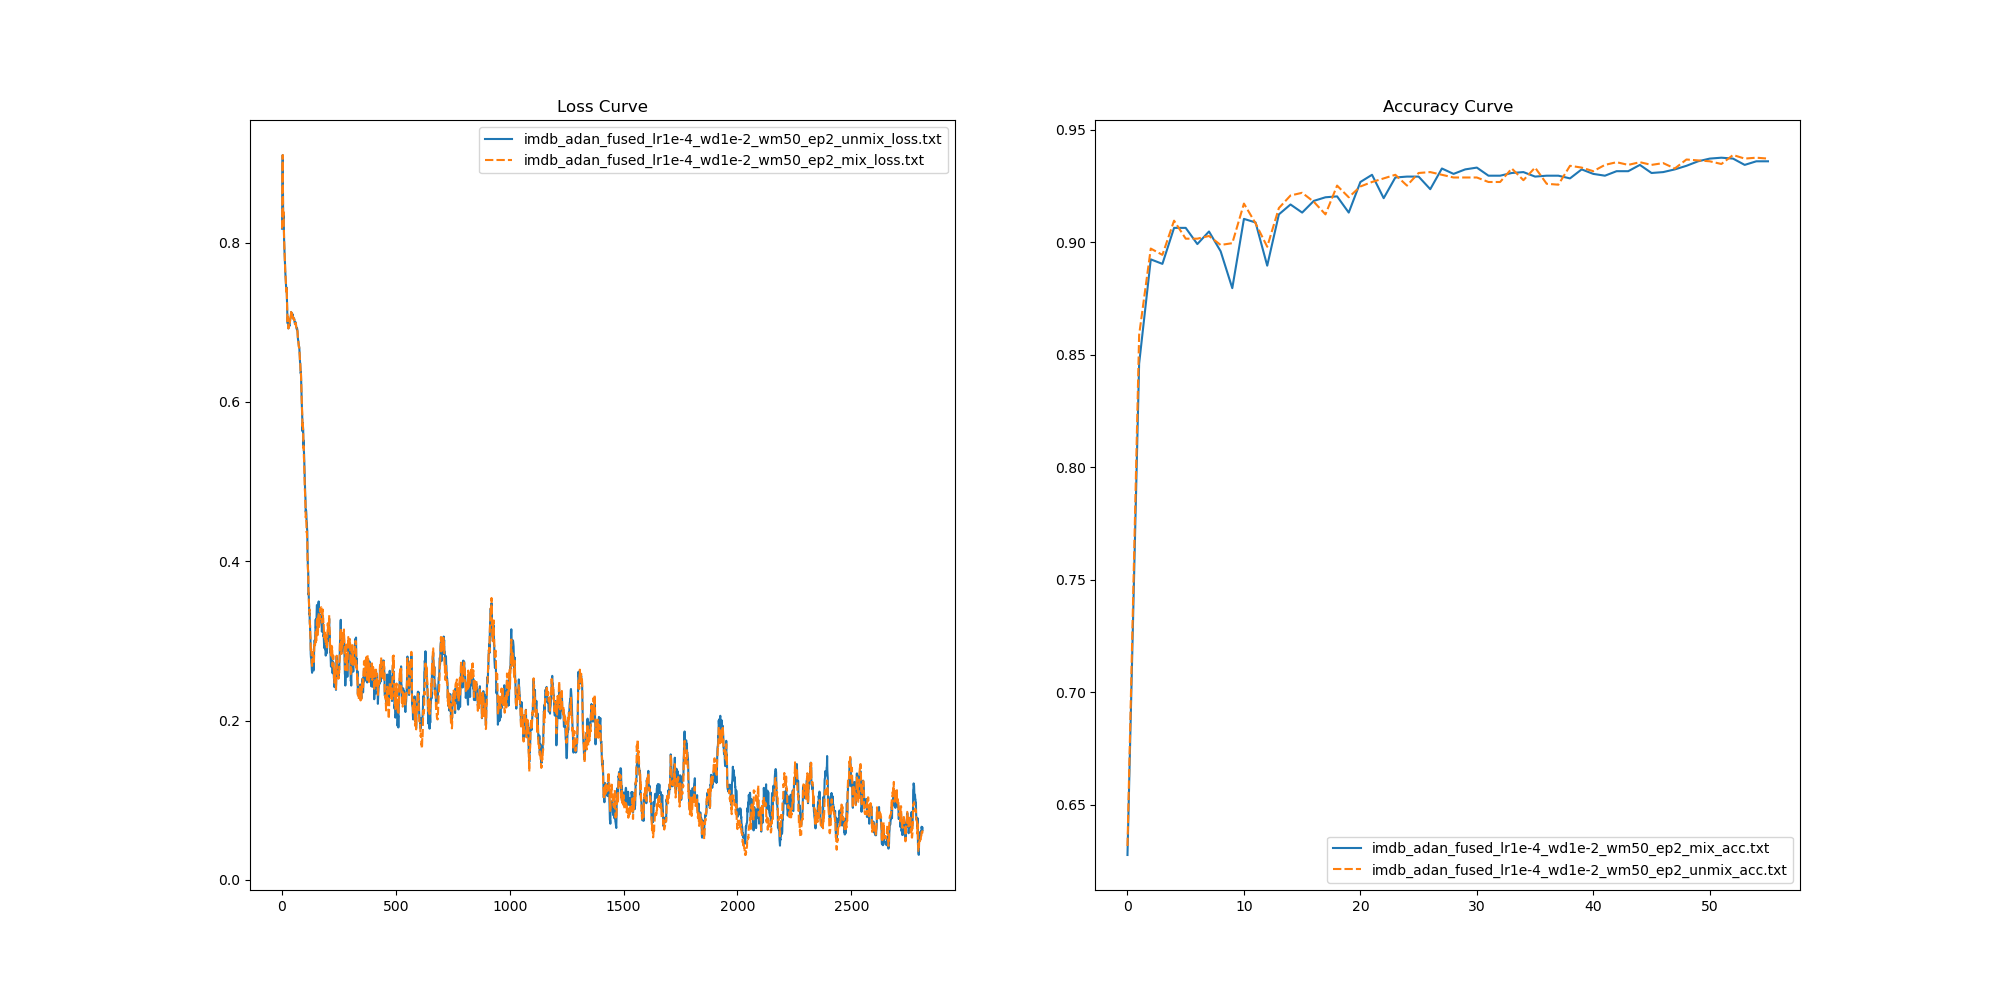 Loss Curve
imdb_adan_fused_lr1e-4_wd1e-2_wm50_ep2_unmix_loss.txt
imdb_adan_fused_lr1e-4_wd1e-2_wm50_ep2_mix_loss.txt
0.8
0.6
0.4
0.2
0.0
0 500 1000 1500 2000 2500
Accuracy Curve
0.95
0.90
0.85
0.80
0.75
0.70
0.65
imdb_adan_fused_lr1e-4_wd1e-2_wm50_ep2_mix_acc.txt
imdb_adan_fused_lr1e-4_wd1e-2_wm50_ep2_unmix_acc.txt
0 10 20 30 40 50